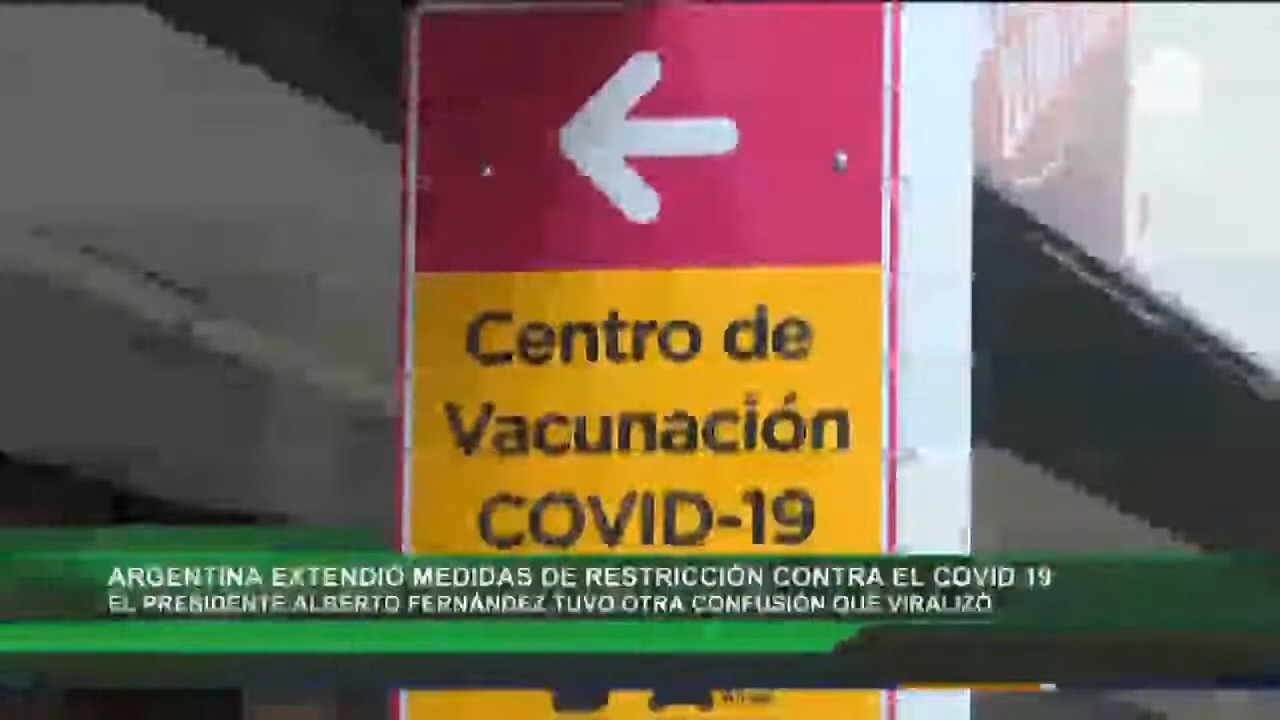 Centro de
Vacunación
COVID-19
ARGENTINA EXTENDIO MEDIDAS DE RESTRICCIÓN CONTRA EL COVID 19
EL PRESIDENTE ALBERTO FERNÁNDEZ TUVO OTRA CONFUSIÓN QUE VIRALIZÓ